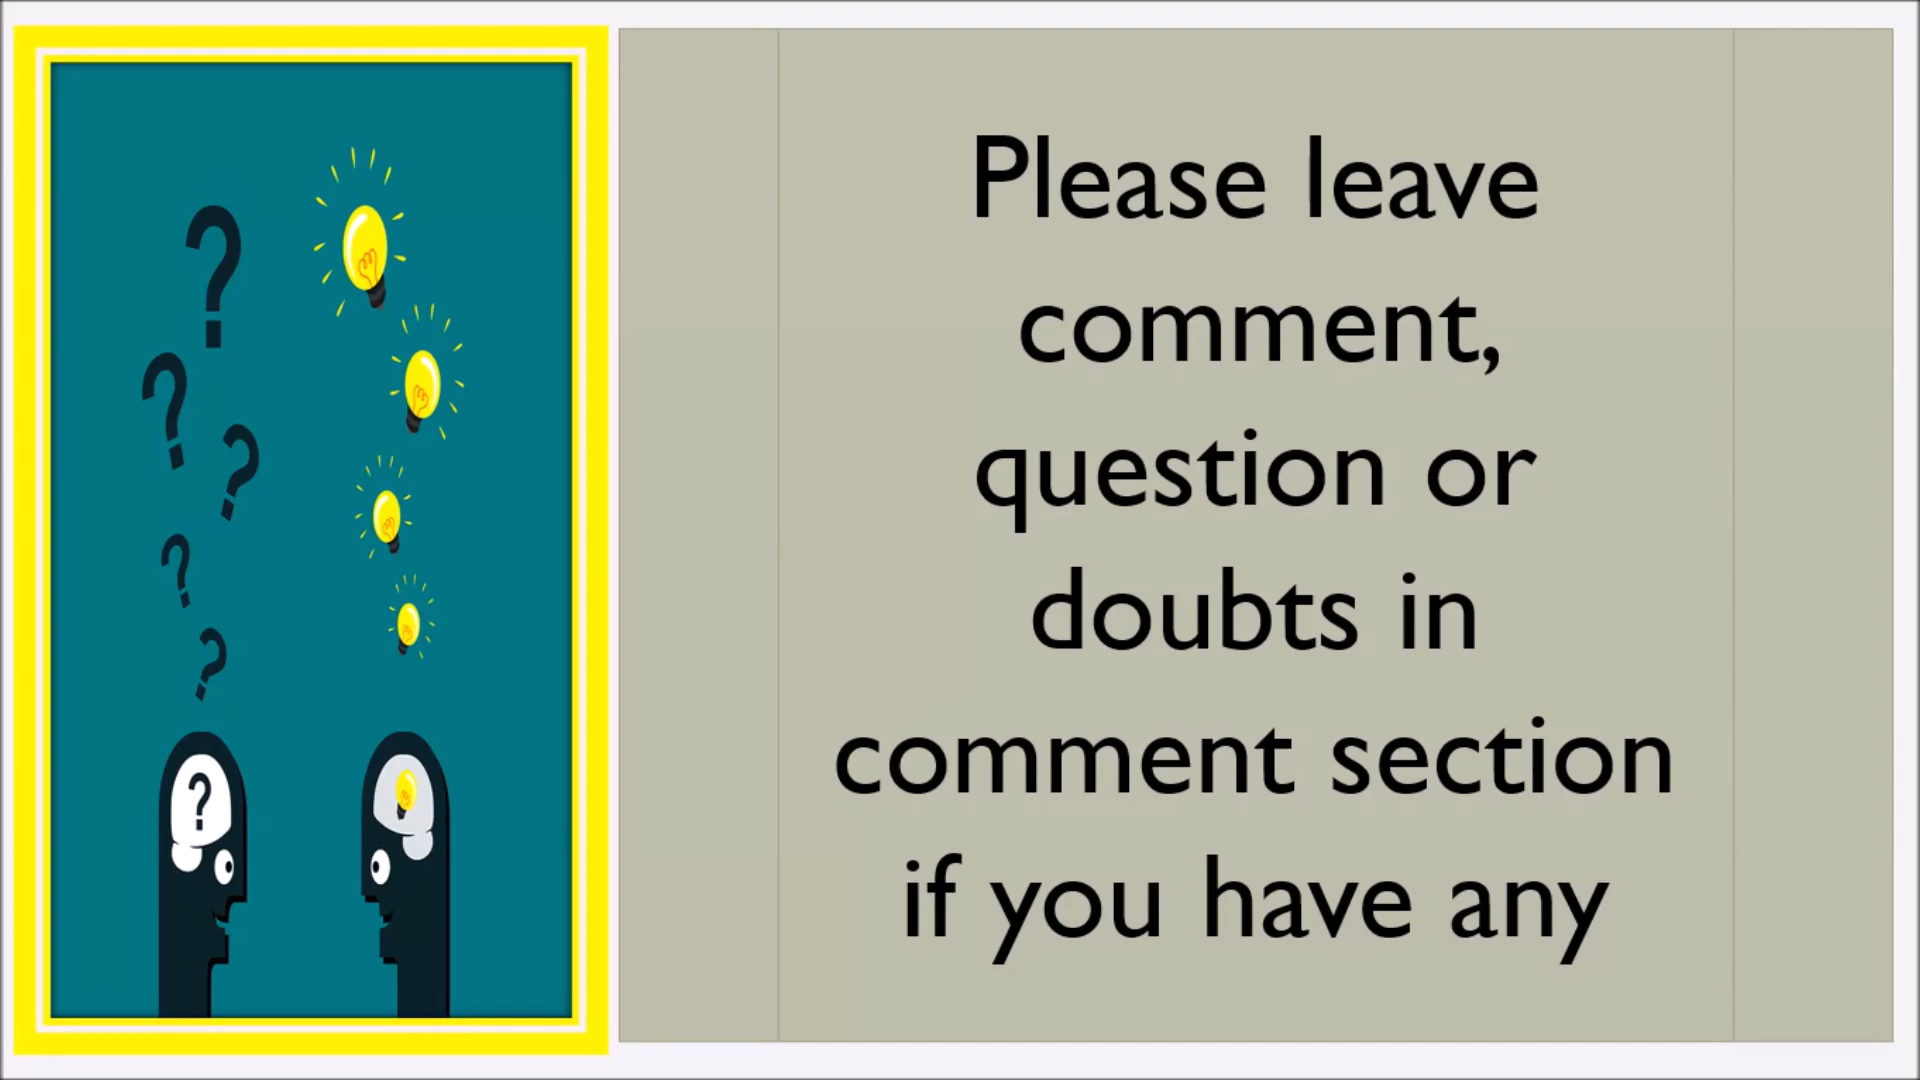 Please leave
comment,
question or
doubts in
comment section
if you have any